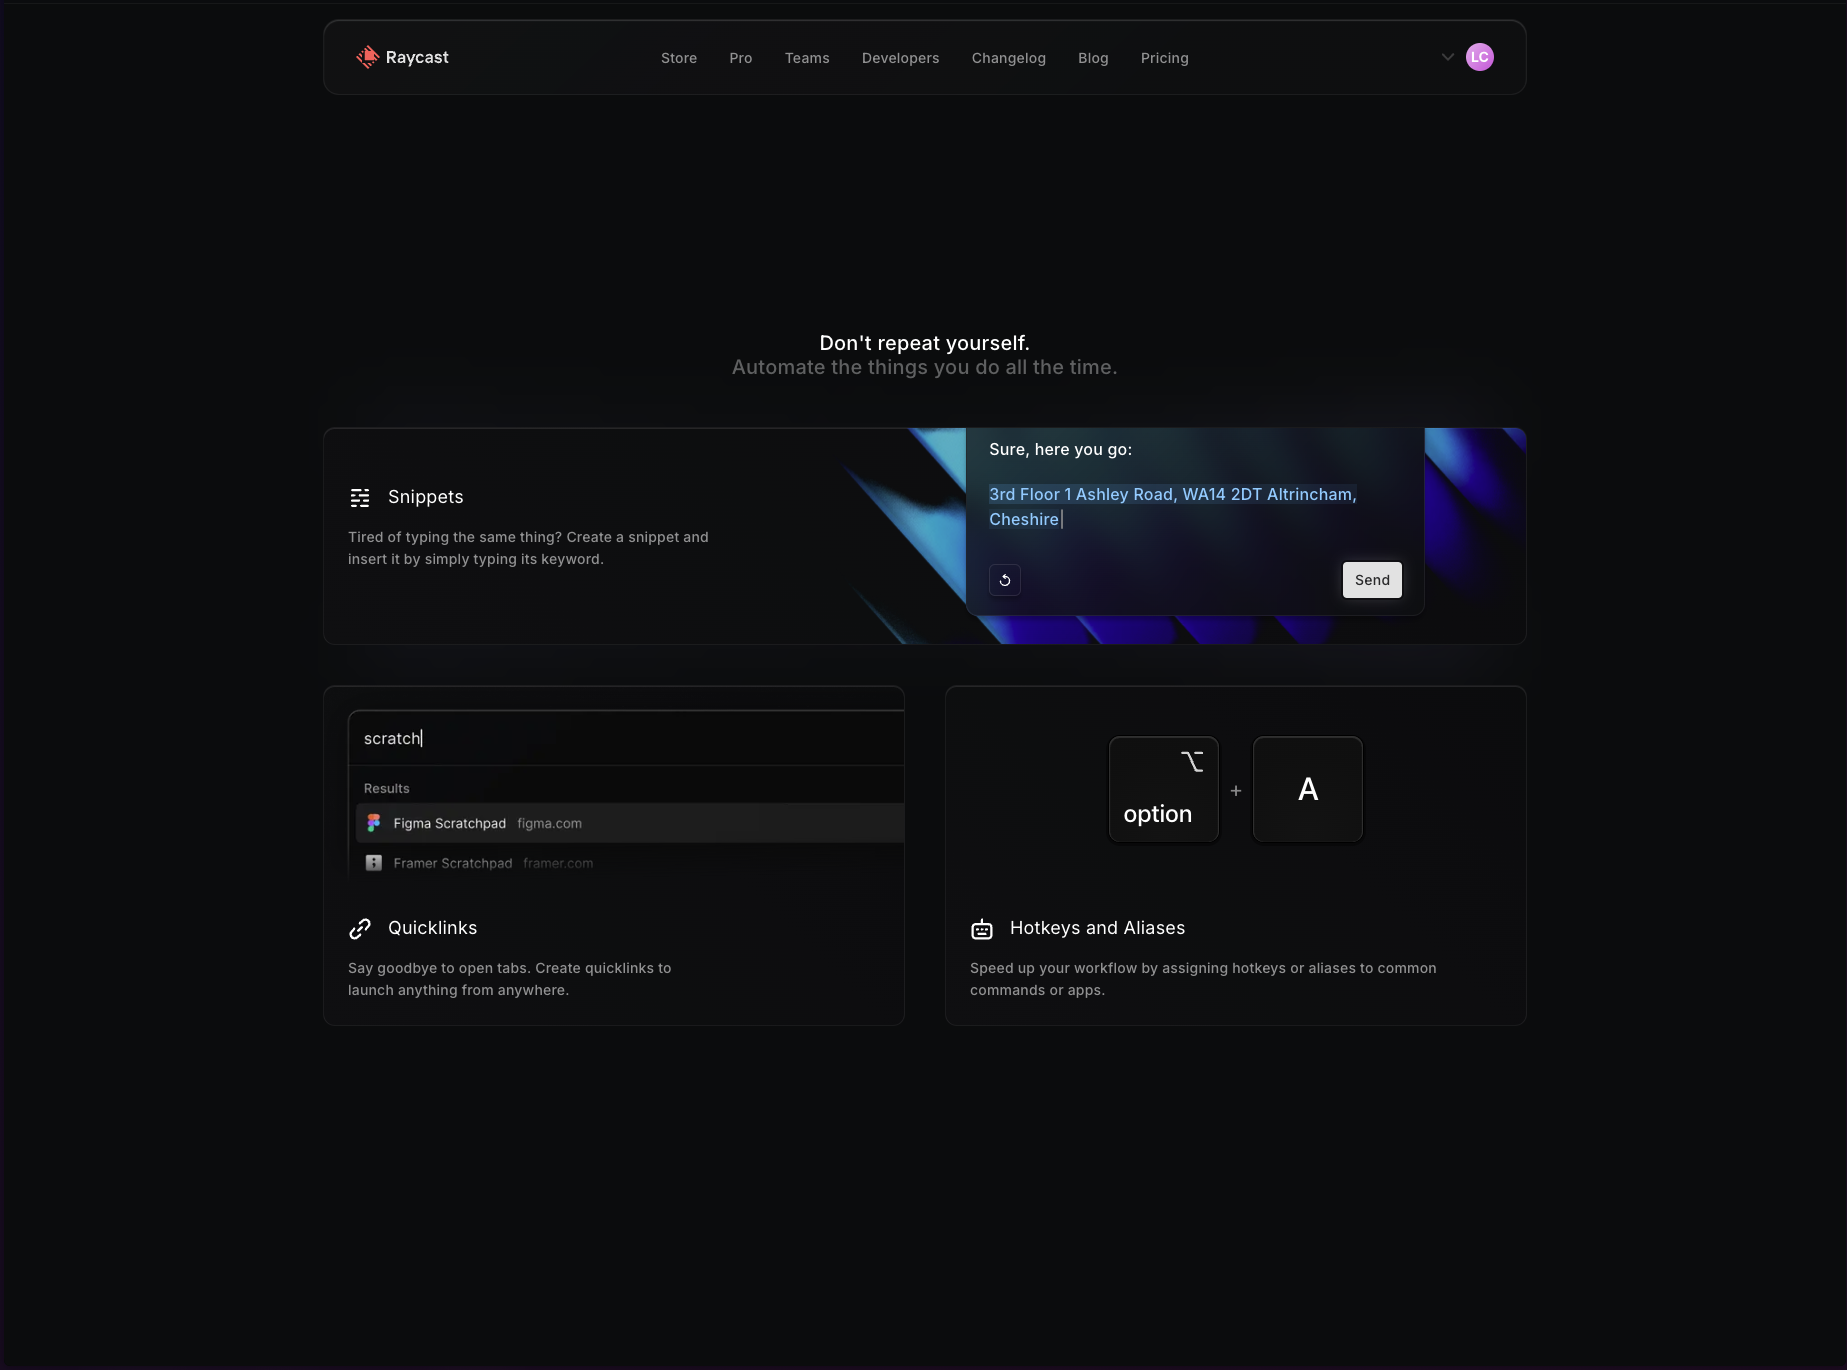 Raycast
Store
Pro
Teams
Developers
Changelog
Blog
Pricing
LC
Don't repeat yourself.
Automate the things you do all the time.
Snippets
Tired of typing the same thing? Create a snippet and
insert it by simply typing its keyword.
Sure, here you go:
3rd Floor 1 Ashley Road, WA14 2DT Altrincham,
Cheshire
Send
scratch
Results
Figma Scratchpad figma.com
Framer Scratchpad framer.com
Quicklinks
Say goodbye to open tabs. Create quicklinks to
launch anything from anywhere.
⌥
option
+
A
Hotkeys and Aliases
Speed up your workflow by assigning hotkeys or aliases to common
commands or apps.